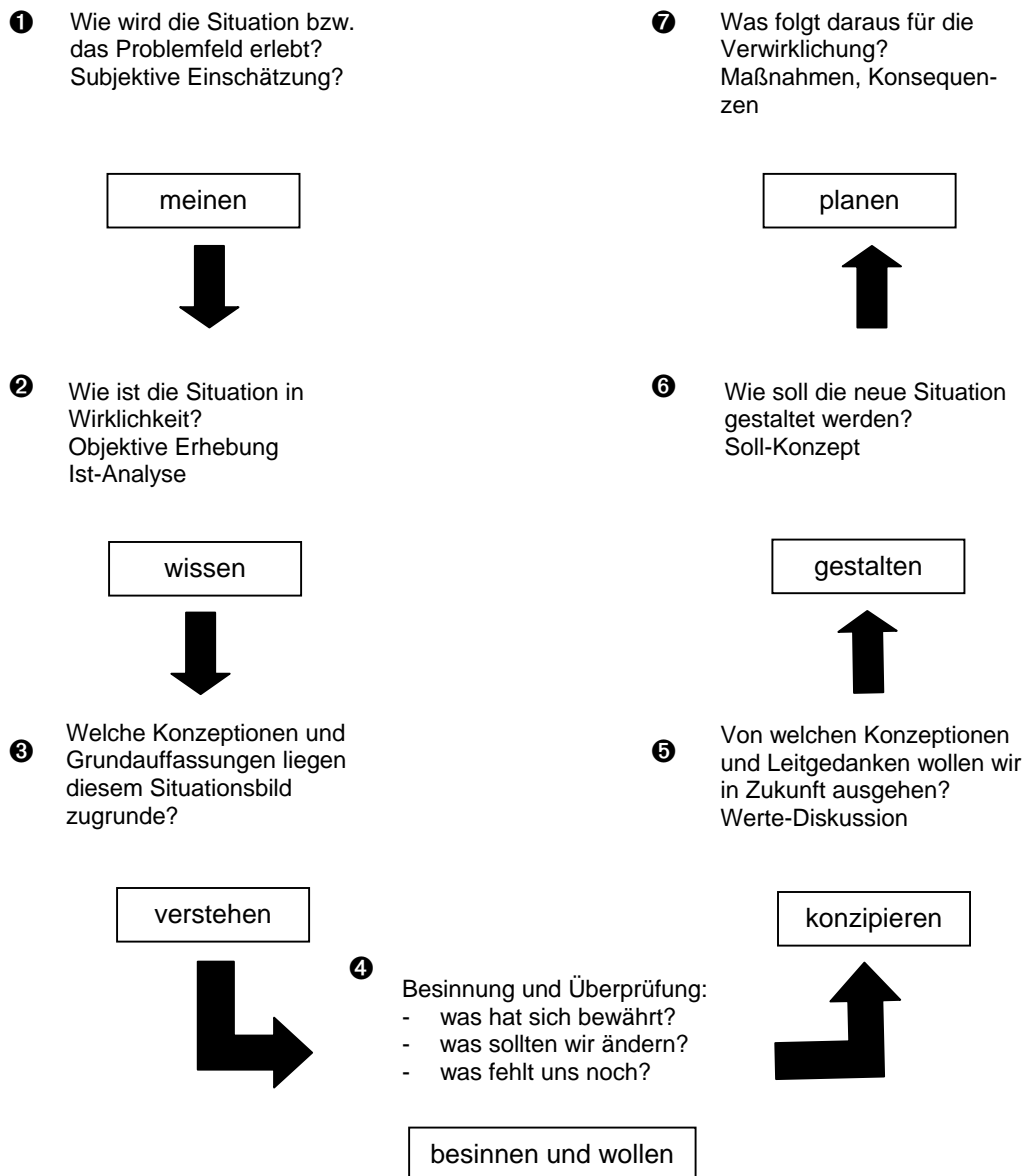 ❶ Wie wird die Situation bzw.
das Problemfeld erlebt?
Subjektive Einschätzung?
meinen
❷ Wie ist die Situation in
Wirklichkeit?
Objektive Erhebung
Ist-Analyse
wissen
❸ Welche Konzeptionen und
Grundauffassungen liegen
diesem Situationsbild
zugrunde?
verstehen
❹ Besinnung und Überprüfung:
- was hat sich bewährt?
- was sollten wir ändern?
- was fehlt uns noch?
besinnen und wollen
❺ Von welchen Konzeptionen
und Leitgedanken wollen wir
in Zukunft ausgehen?
Werte-Diskussion
konzipieren
❻ Wie soll die neue Situation
gestaltet werden?
Soll-Konzept
gestalten
❼ Was folgt daraus für die
Verwirklichung?
Maßnahmen, Konsequen-
zen
planen